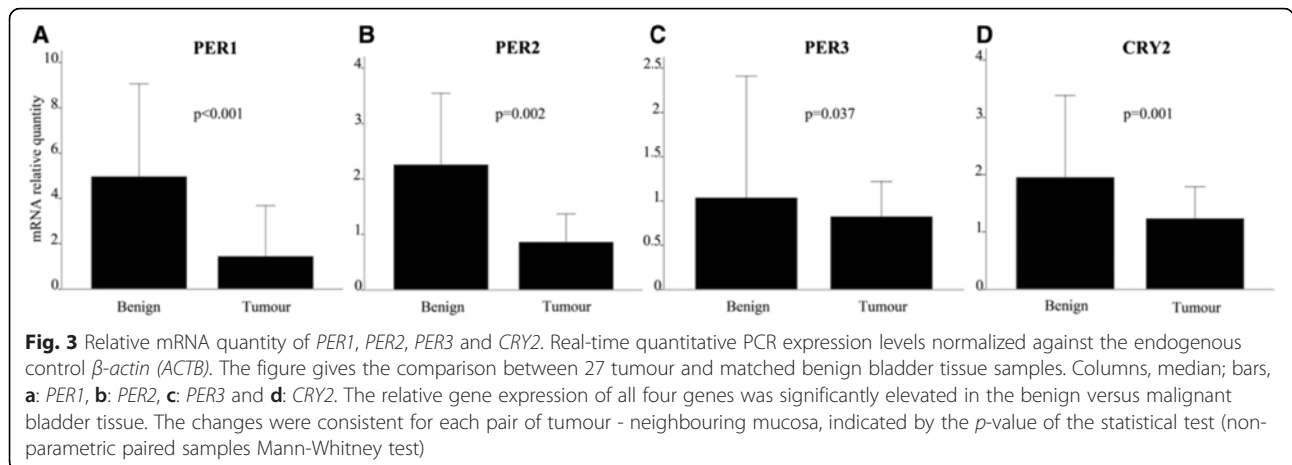 A PER1 B PER2 C PER3 D CRY2
mRNA relative quantity
10. 8. 6. 4. 2. 0
p<0.001
Benign Tumour
4. 3. 2. 1. 0.
p=0.002
Benign Tumour
2.5 2. 1.5 1. 0.5 0.
p=0.037
Benign Tumour
4. 3. 2. 1. 0.
p=0.001
Benign Tumour
Fig. 3 Relative mRNA quantity of PER1, PER2, PER3 and CRY2. Real-time quantitative PCR expression levels normalized against the endogenous
control β-actin (ACTB). The figure gives the comparison between 27 tumour and matched benign bladder tissue samples. Columns, median; bars,
a: PER1, b: PER2, c: PER3 and d: CRY2. The relative gene expression of all four genes was significantly elevated in the benign versus malignant
bladder tissue. The changes were consistent for each pair of tumour - neighbouring mucosa, indicated by the p-value of the statistical test (non-
parametric paired samples Mann-Whitney test)